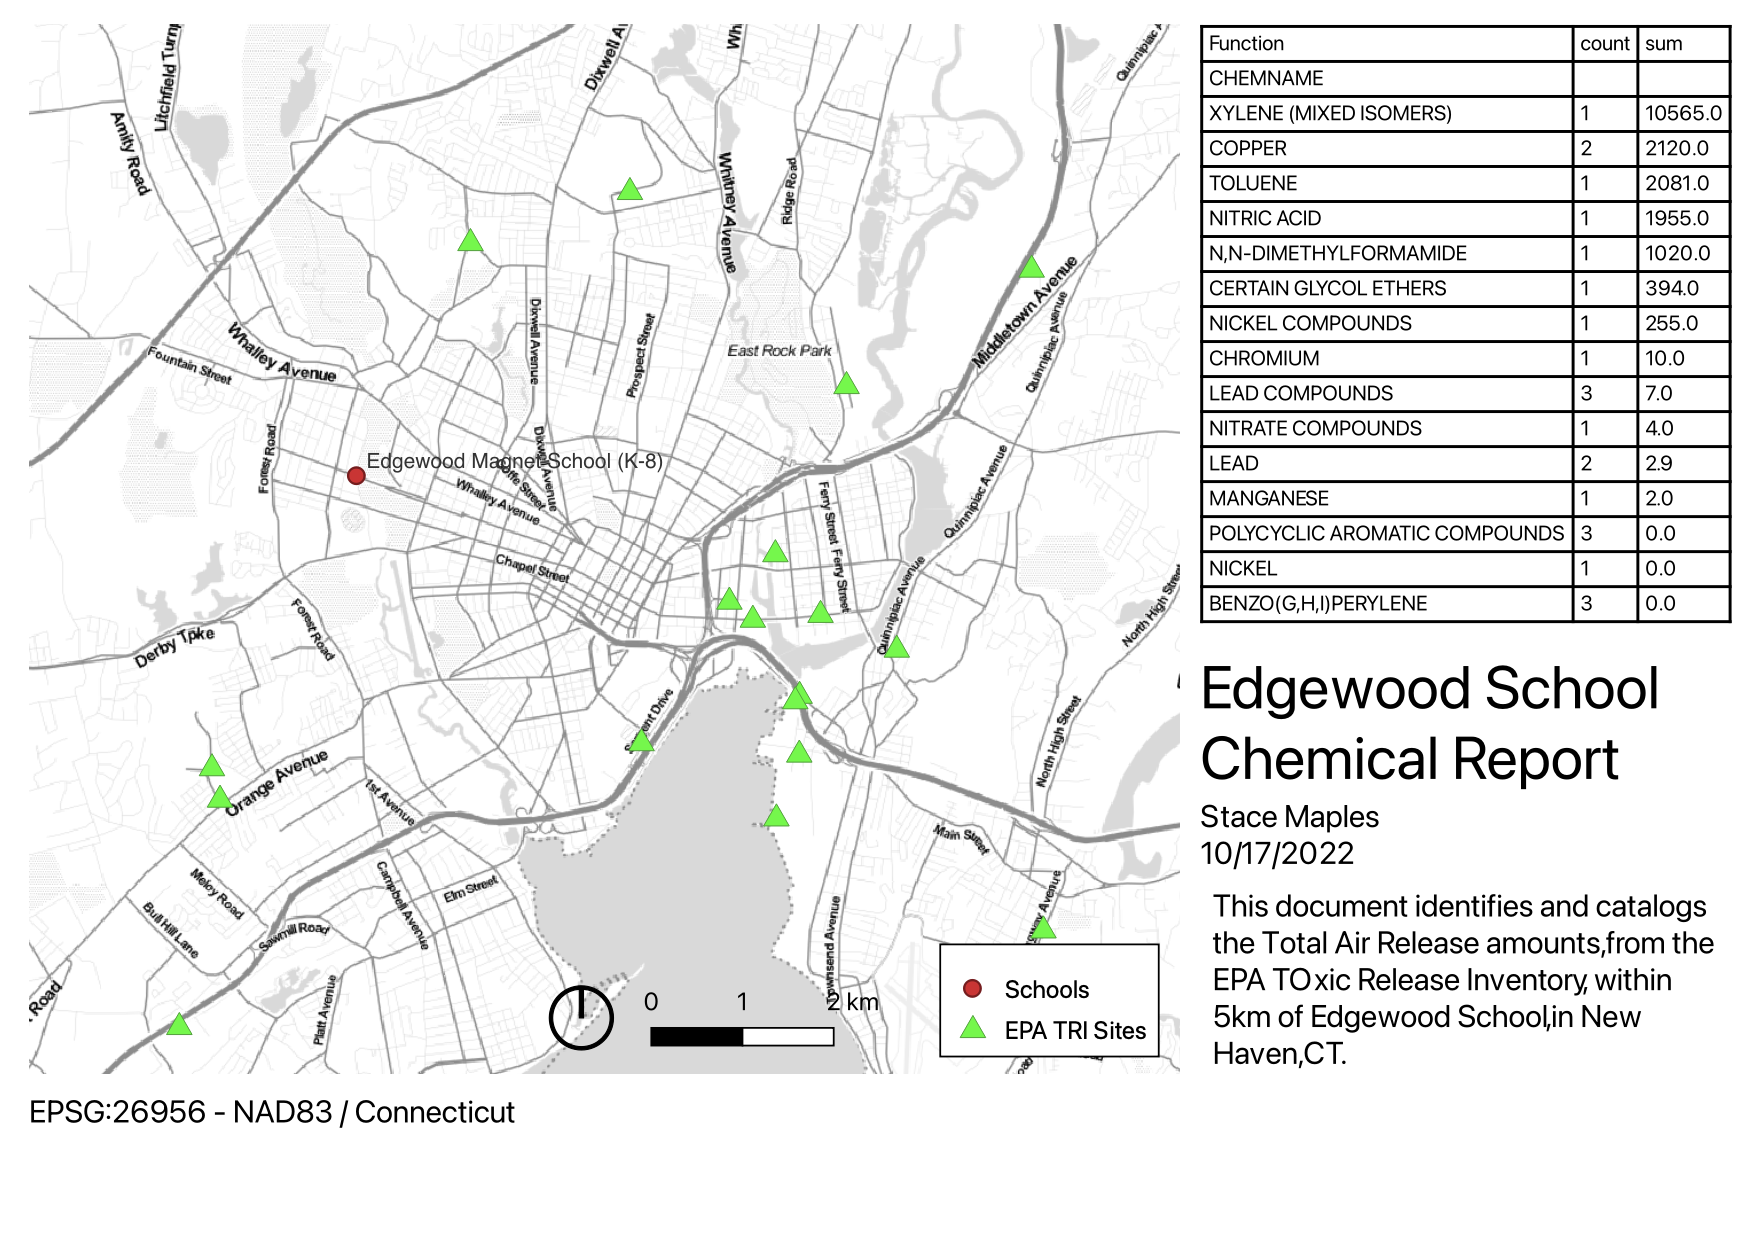 Litchfield Turnp
Dixwell A
Wh
Quinnipiac A
Amity Road
Whitney Avenue
Ridge Road
Middletown Avenue
Quinnipiac Avenue
Dixwell Avenue
Prospect Street
East Rock Park
Whalley Avenue
Fountain Street
Forest Road
Edgewood Magnet School (K-8)
Dixwell Avenue
Goffe Street
Whalley Avenue
Ferry Street
Ferry Street
Quinnipiac Avenue
Chapel Street
Quinnipiac Avenue
North High Street
Derby Tpke
Forest Road
North High Street
Orange Avenue
1st Avenue
Main Street
Meloy Road
Bull Hill Lane
Campbell Avenue
Elm Street
Sawmill Road
Platt Avenue
Road
ownsend Avenue
Avenue
0 1 2 km
Schools
EPA TRI Sites
EPSG:26956 - NAD83 / Connecticut
Function count sum
CHEMNAME
XYLENE (MIXED ISOMERS) 1 10565.0
COPPER 2 2120.0
TOLUENE 1 2081.0
NITRIC ACID 1 1955.0
N,N-DIMETHYLFORMAMIDE 1 1020.0
CERTAIN GLYCOL ETHERS 1 394.0
NICKEL COMPOUNDS 1 255.0
CHROMIUM 1 10.0
LEAD COMPOUNDS 3 7.0
NITRATE COMPOUNDS 1 4.0
LEAD 2 2.9
MANGANESE 1 2.0
POLYCYCLIC AROMATIC COMPOUNDS 3 0.0
NICKEL 1 0.0
BENZO(G,H,I)PERYLENE 3 0.0
Edgewood School
Chemical Report
Stace Maples
10/17/2022
This document identifies and catalogs
the Total Air Release amounts,from the
EPA TOxic Release Inventory, within
5km of Edgewood School,in New
Haven,CT.